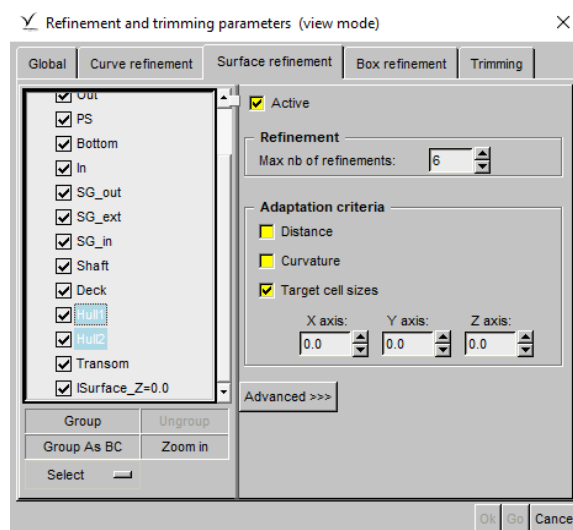 Refinement and trimming parameters (view mode)
Global Curve refinement Surface refinement Box refinement Trimming
Out
PS
Bottom
In
SG_out
SG_ext
SG_in
Shaft
Deck
Hull1
Hull2
Transom
ISurface_Z=0.0
Group Ungroup
Group As BC Zoom in
Select
Active
Refinement
Max nb of refinements: 6
Adaptation criteria
Distance
Curvature
Target cell sizes
X axis: Y axis: Z axis:
0.0 0.0 0.0
Advanced >>>
Ok Go Cance